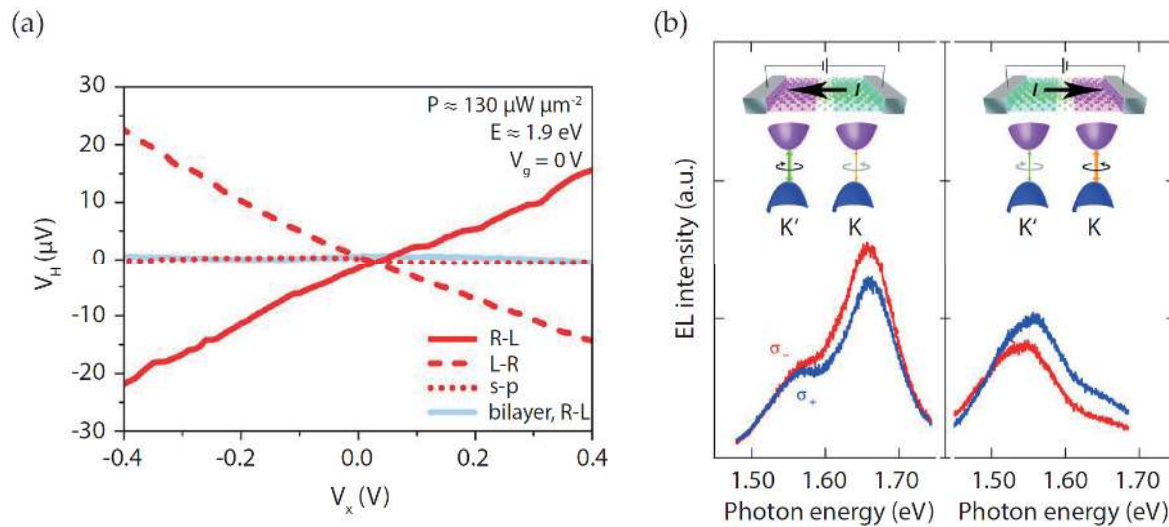 (a)
30
20
10
0
-10
-20
-30
V_H (μV)
P ≈ 130 μW μm⁻²
E ≈ 1.9 eV
V_g = 0 V
R-L
L-R
s-p
bilayer, R-L
-0.4 -0.2 0.0 0.2 0.4
V_x (V)
(b)
EL intensity (a.u.)
I I
K' K K' K
σ₋
σ₊
1.50 1.60 1.70 1.50 1.60 1.70
Photon energy (eV) Photon energy (eV)